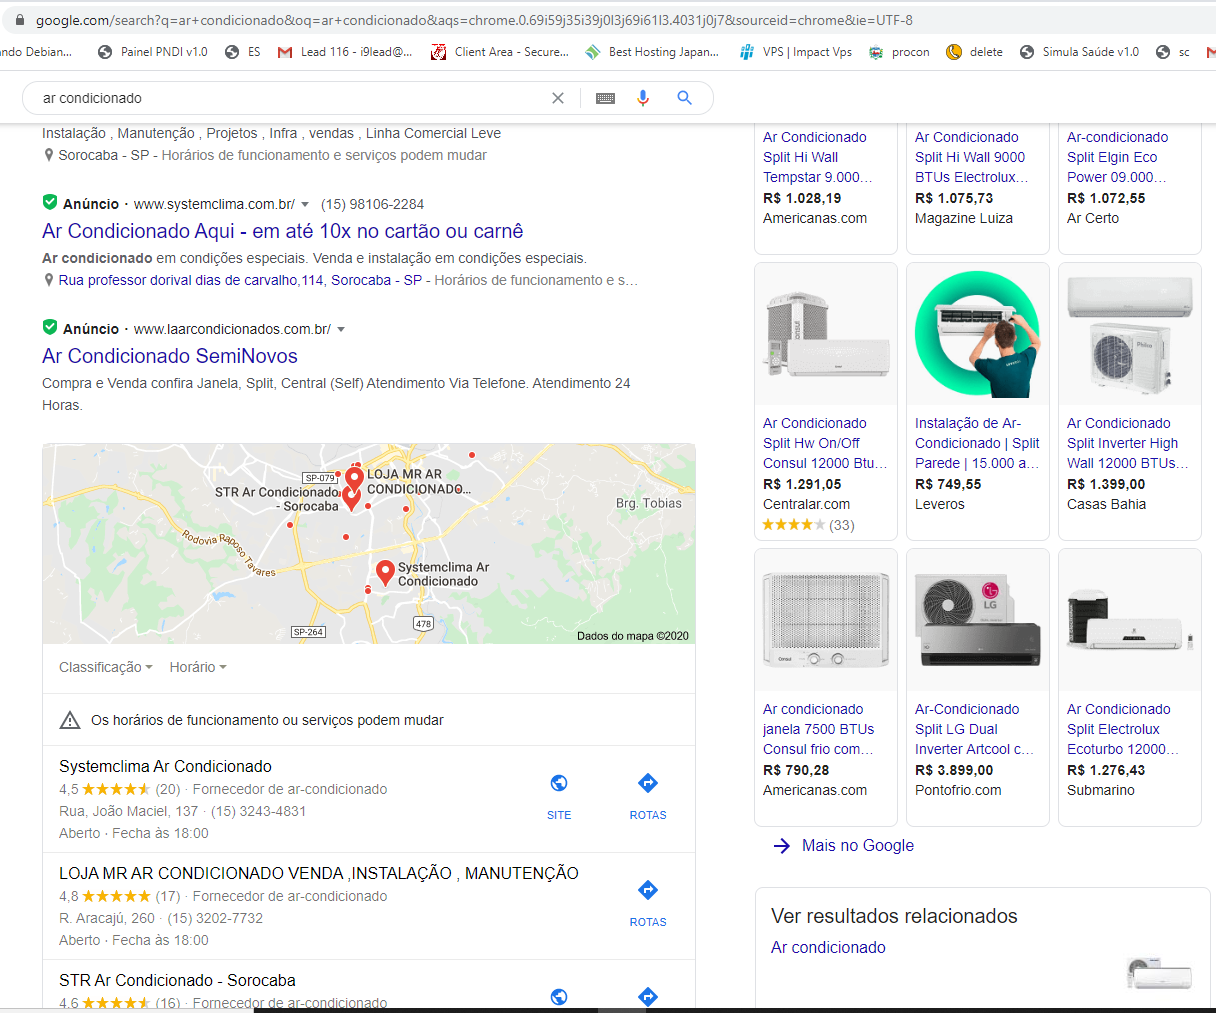 google.com/search?q=ar+condicionado&oq=ar+condicionado&aqs=chrome.0.69i59j35i39j0l3j69i61l3.4031j0j7&sourceid=chrome&ie=UTF-8
ndo Debian... Painel PNDI v1.0 ES Lead 116 - i9lead@... Client Area - Secure... Best Hosting Japan... VPS | Impact Vps procon delete Simula Saúde v1.0 sc
ar condicionado
Instalação , Manutenção , Projetos , Infra , vendas , Linha Comercial Leve
Sorocaba - SP - Horários de funcionamento e serviços podem mudar
Anúncio · www.systemclima.com.br/ (15) 98106-2284
Ar Condicionado Aqui - em até 10x no cartão ou carnê
Ar condicionado em condições especiais. Venda e instalação em condições especiais.
Rua professor dorival dias de carvalho,114, Sorocaba - SP - Horários de funcionamento e s...
Anúncio · www.laarcondicionados.com.br/
Ar Condicionado SemiNovos
Compra e Venda confira Janela, Split, Central (Self) Atendimento Via Telefone. Atendimento 24
Horas.
SP-079
LOJA MR AR
CONDICIONADO...
STR Ar Condicionado
- Sorocaba
Brg. Tobias
Rodovia Raposo Tavares
Systemclima Ar
Condicionado
478
SP-264
Dados do mapa ©2020
Classificação Horário
Os horários de funcionamento ou serviços podem mudar
Systemclima Ar Condicionado
4,5 (20) · Fornecedor de ar-condicionado
Rua, João Maciel, 137 · (15) 3243-4831
Aberto · Fecha às 18:00
SITE
ROTAS
LOJA MR AR CONDICIONADO VENDA ,INSTALAÇÃO , MANUTENÇÃO
4,8 (17) · Fornecedor de ar-condicionado
R. Aracajú, 260 · (15) 3202-7732
Aberto · Fecha às 18:00
ROTAS
STR Ar Condicionado - Sorocaba
4,6 (16) · Fornecedor de ar-condicionado
Ar Condicionado
Split Hi Wall
Tempstar 9.000...
R$ 1.028,19
Americanas.com
Ar Condicionado
Split Hi Wall 9000
BTUs Electrolux...
R$ 1.075,73
Magazine Luiza
Ar-condicionado
Split Elgin Eco
Power 09.000...
R$ 1.072,55
Ar Certo
consul
Ar Condicionado
Split Hw On/Off
Consul 12000 Btu...
R$ 1.291,05
Centralar.com
(33)
Instalação de Ar-
Condicionado | Split
Parede | 15.000 a...
R$ 749,55
Leveros
Philco
Ar Condicionado
Split Inverter High
Wall 12000 BTUs...
R$ 1.399,00
Casas Bahia
Consul
Ar condicionado
janela 7500 BTUs
Consul frio com...
R$ 790,28
Americanas.com
LG
Ar-Condicionado
Split LG Dual
Inverter Artcool c...
R$ 3.899,00
Pontofrio.com
Ar Condicionado
Split Electrolux
Ecoturbo 12000...
R$ 1.276,43
Submarino
Mais no Google
Ver resultados relacionados
Ar condicionado